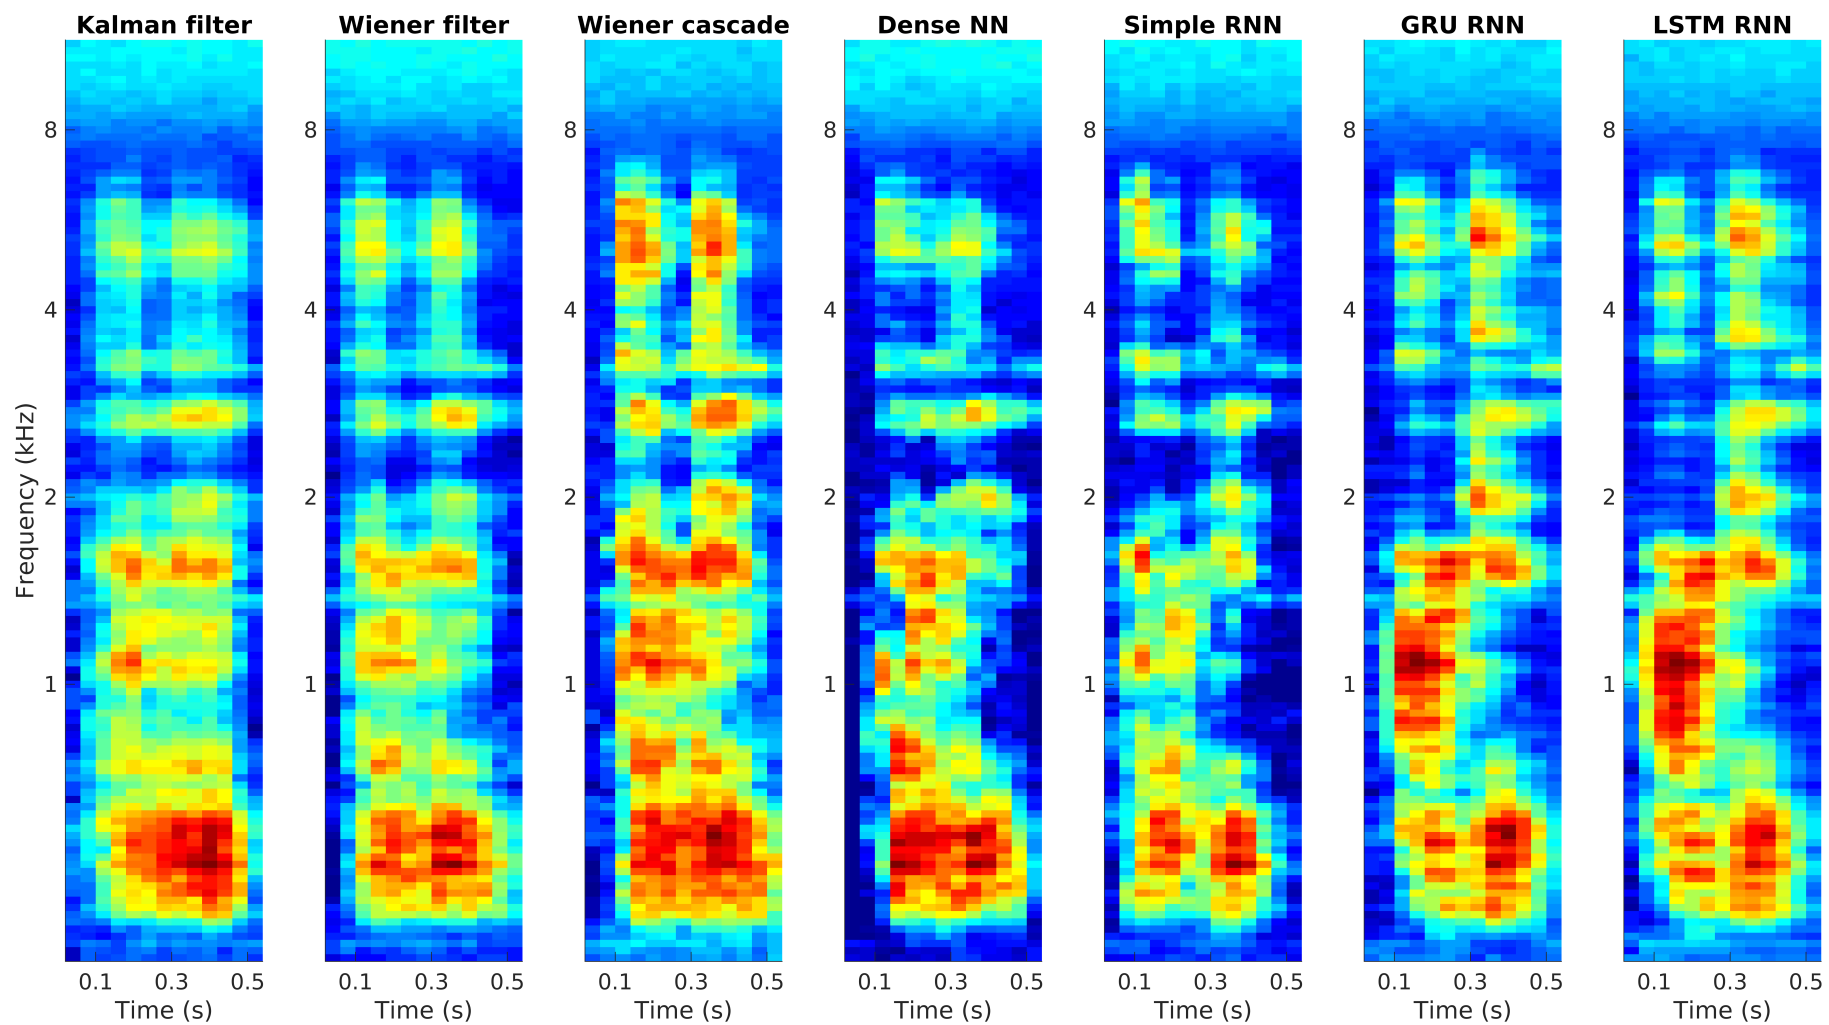 Kalman filter Wiener filter Wiener cascade Dense NN Simple RNN GRU RNN LSTM RNN
8 8 8 8 8 8 8
4 4 4 4 4 4 4
Frequency (kHz)
2 2 2 2 2 2 2
1 1 1 1 1 1 1
0.1 0.3 0.5 0.1 0.3 0.5 0.1 0.3 0.5 0.1 0.3 0.5 0.1 0.3 0.5 0.1 0.3 0.5 0.1 0.3 0.5
Time (s) Time (s) Time (s) Time (s) Time (s) Time (s) Time (s)